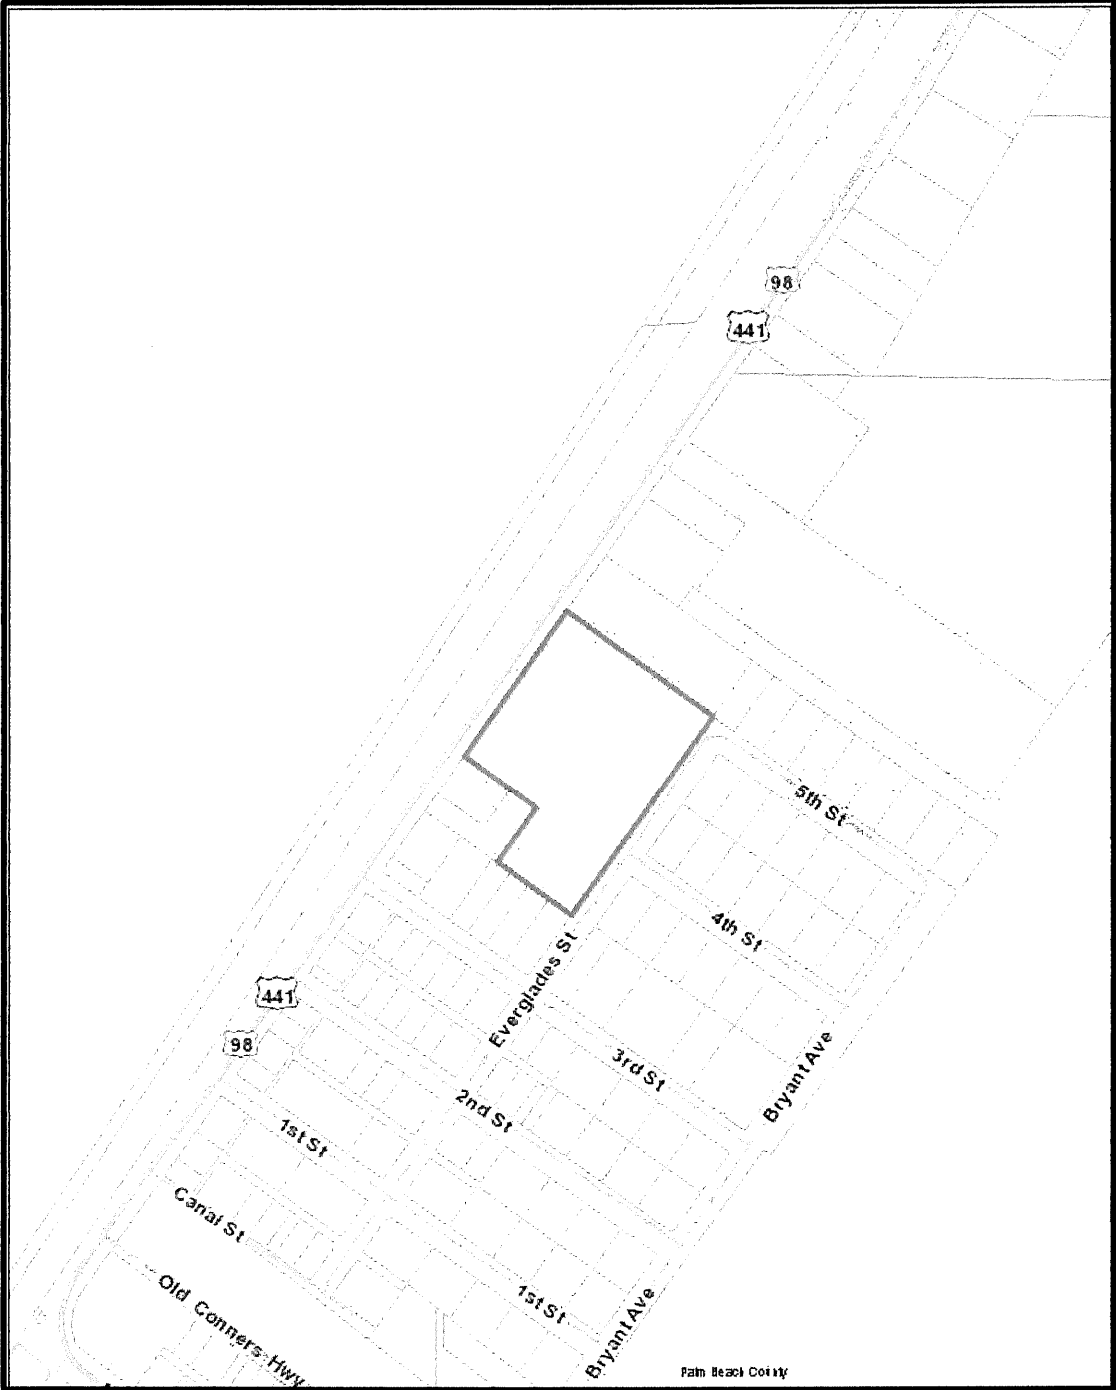 98
441
5th St
4th St
Everglades St
441
98
3rd St
Bryant Ave
2nd St
1st St
Canal St
Old Conners Hwy
1st St
Bryant Ave
Palm Beach County